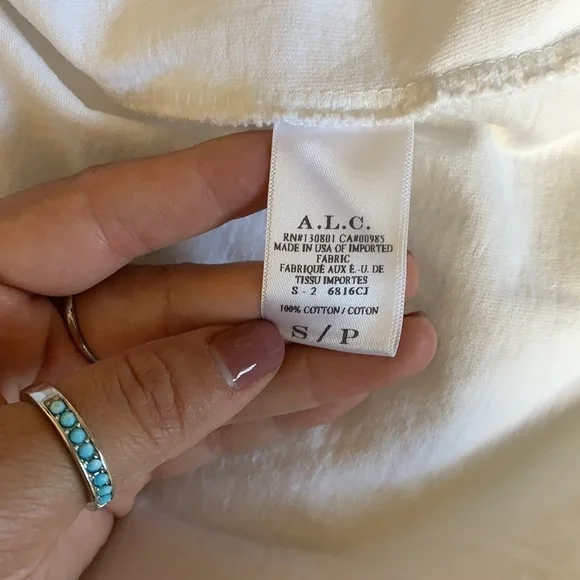 A.L.C.
RN#130801 CA#00985
MADE IN USA OF IMPORTED
FABRIC
FABRIQUÉ AUX É.-U. DE
TISSU IMPORTES
S - 2 6816CJ
100% COTTON / COTON
S / P